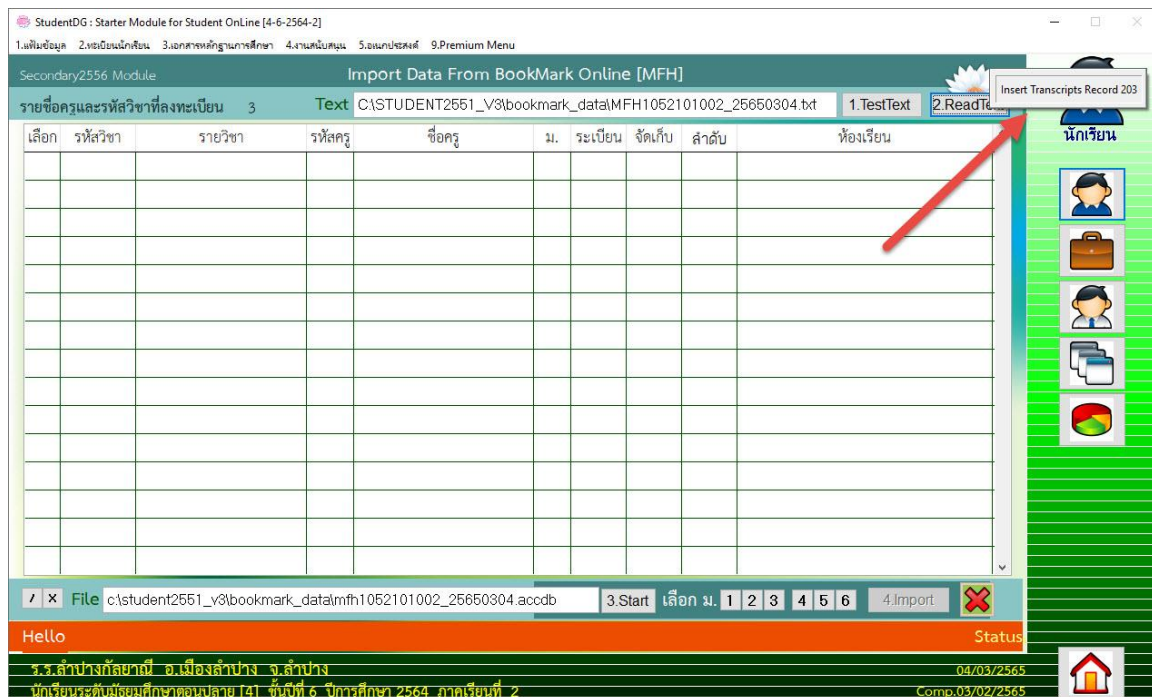 StudentDG : Starter Module for Student OnLine [4-6-2564-2]
1.แฟ้มข้อมูล 2.ทะเบียนนักเรียน 3.เอกสารหลักฐานการศึกษา 4.งานสนับสนุน 5.อเนกประสงค์ 9.Premium Menu
Secondary2556 Module Import Data From BookMark Online [MFH]
Insert Transcripts Record 203
รายชื่อครูและรหัสวิชาที่ลงทะเบียน 3 Text C:\STUDENT2551_V3\bookmark_data\MFH1052101002_25650304.txt 1.TestText 2.ReadTe
นักเรียน
เลือก รหัสวิชา รายวิชา รหัสครู ชื่อครู ม. ระเบียน จัดเก็บ ลำดับ ห้องเรียน
/ X File c:\student2551_v3\bookmark_data\mfh1052101002_25650304.accdb 3.Start เลือก ม. 1 2 3 4 5 6 4.Import
Hello Status
ร.ร.ลำปางกัลยาณี อ.เมืองลำปาง จ.ลำปาง 04/03/2565
นักเรียนระดับมัธยมศึกษาตอนปลาย [4] ชั้นปีที่ 6 ปีการศึกษา 2564 ภาคเรียนที่ 2 Comp.03/02/2565